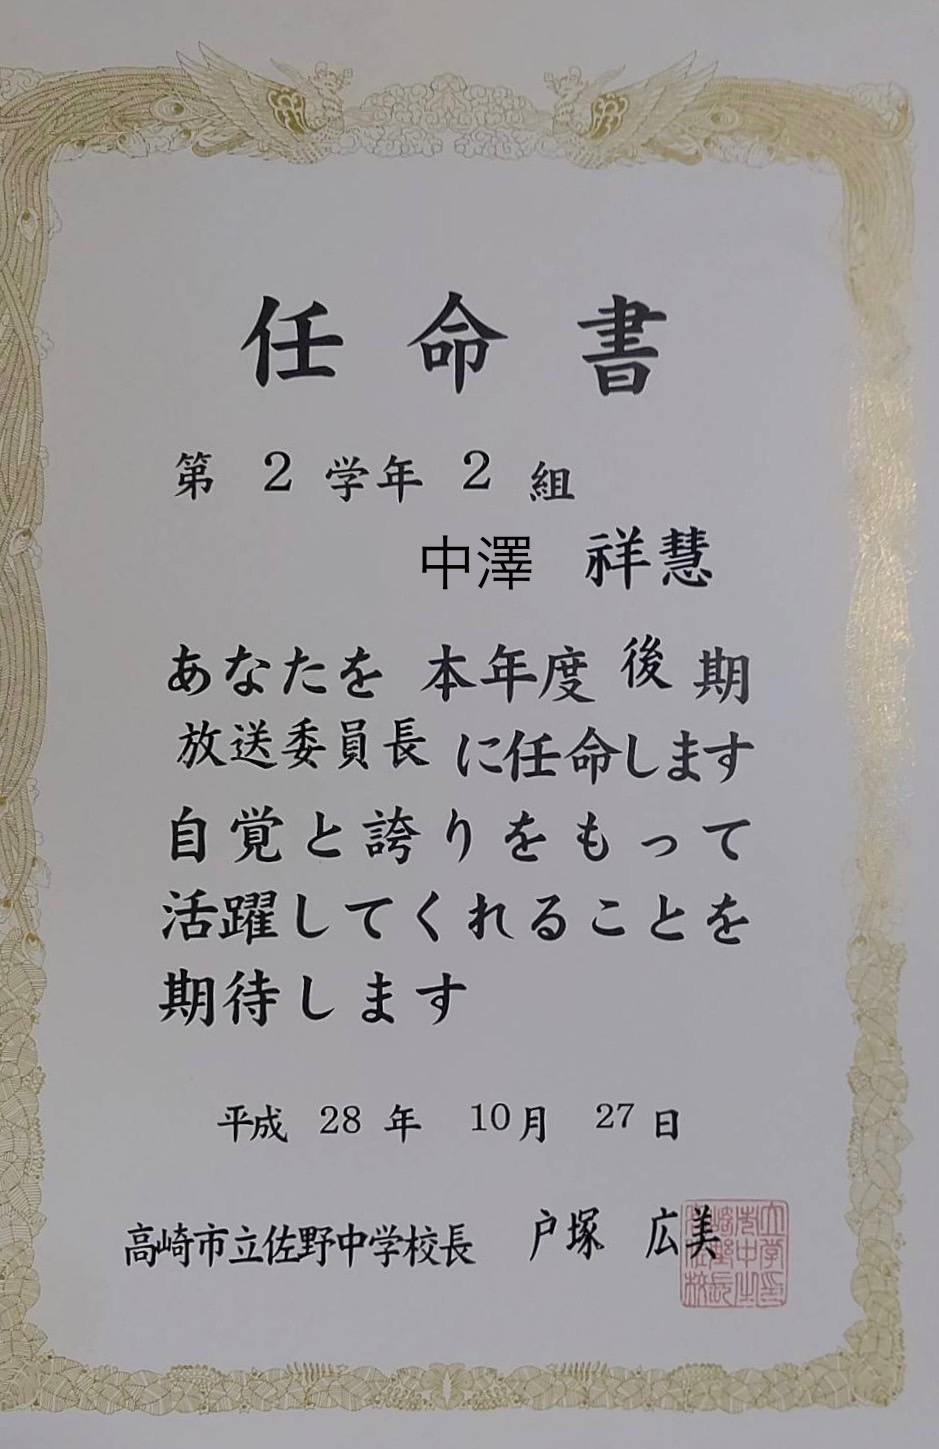 任命書
第 2 学年 2 組
中澤 祥慧
あなたを 本年度 後期
放送委員長 に任命します
自覚と誇りをもって
活躍してくれることを
期待します
平成 28 年 10月 27日
高崎市立佐野中学校長 戸塚 広美